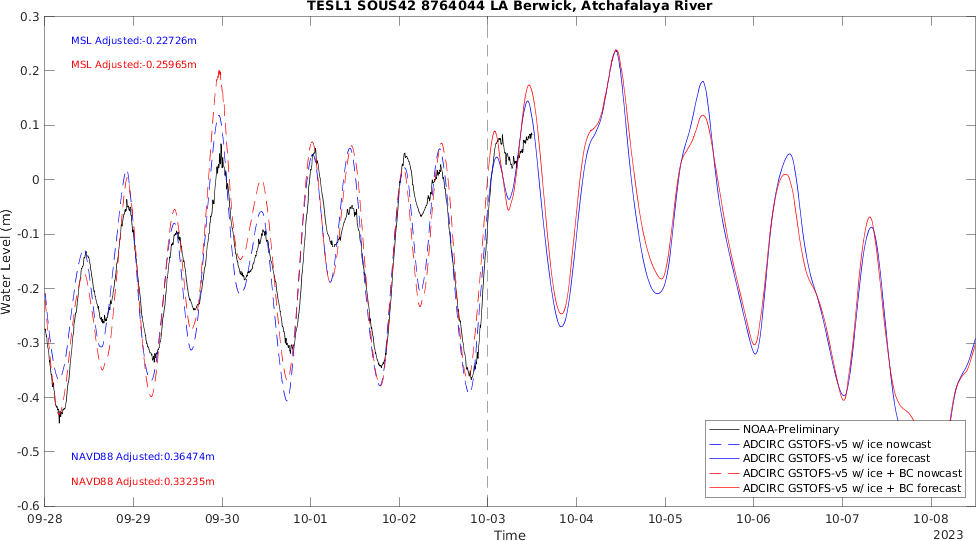 TESL1 SOUS42 8764044 LA Berwick, Atchafalaya River
0.3
0.2
0.1
0
-0.1
-0.2
-0.3
-0.4
-0.5
-0.6
Water Level (m)
MSL Adjusted:-0.22726m
MSL Adjusted:-0.25965m
NAVD88 Adjusted:0.36474m
NAVD88 Adjusted:0.33235m
NOAA-Preliminary
ADCIRC GSTOFS-v5 w/ ice nowcast
ADCIRC GSTOFS-v5 w/ ice forecast
ADCIRC GSTOFS-v5 w/ ice + BC nowcast
ADCIRC GSTOFS-v5 w/ ice + BC forecast
09-28 09-29 09-30 10-01 10-02 10-03 10-04 10-05 10-06 10-07 10-08
Time
2023